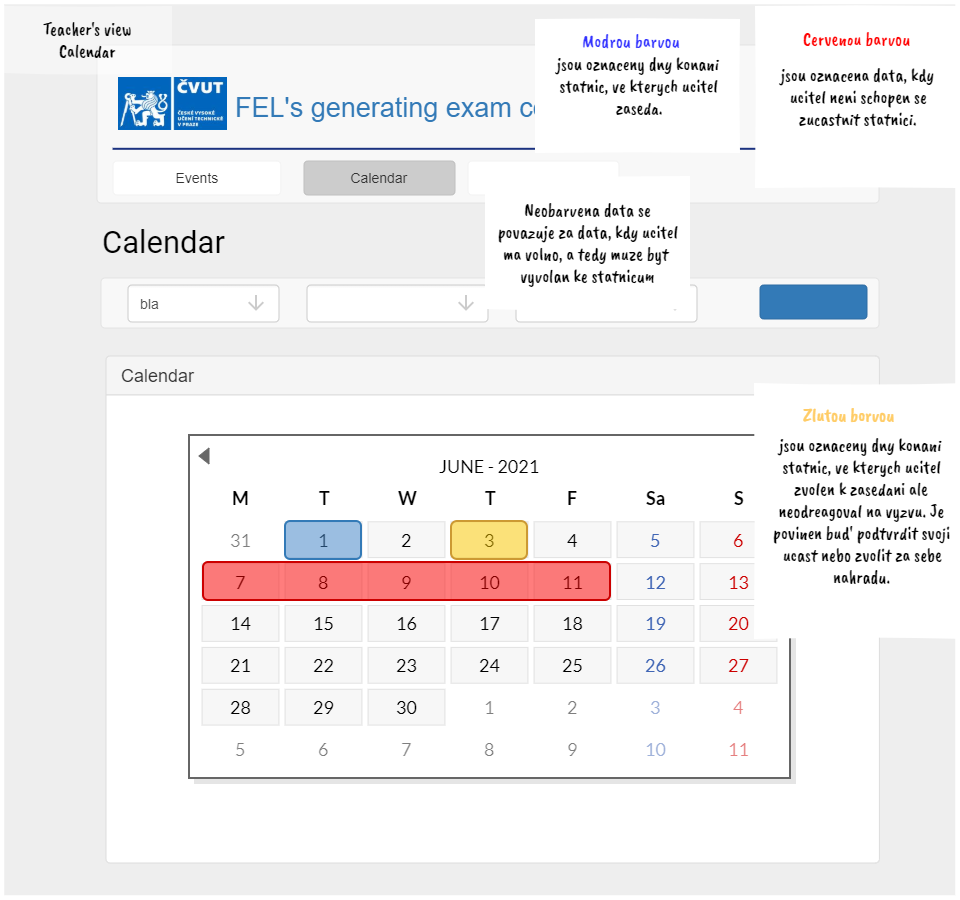 Teacher's view
Calendar
ČVUT
ČESKÉ VYSOKÉ
UČENÍ TECHNICKÉ
V PRAZE
FEL's generating exam co
Modrou barvou
jsou oznaceny dny konani
statnic, ve kterych ucitel
zaseda.
Cervenou barvou
jsou oznacena data, kdy
ucitel neni schopen se
zucastnit statnici.
Events
Calendar
Neobarvena data se
povazuje za data, kdy ucitel
ma volno, a tedy muze byt
vyvolan ke statnicum
Calendar
bla
Calendar
Zlutou borvou
jsou oznaceny dny konani
statnic, ve kterych ucitel
zvolen k zasedani ale
neodreagoval na vyzvu. Je
povinen bud' podtvrdit svoji
ucast nebo zvolit za sebe
nahradu.
JUNE - 2021
M T W T F Sa S
31 1 2 3 4 5 6
7 8 9 10 11 12 13
14 15 16 17 18 19 20
21 22 23 24 25 26 27
28 29 30 1 2 3 4
5 6 7 8 9 10 11